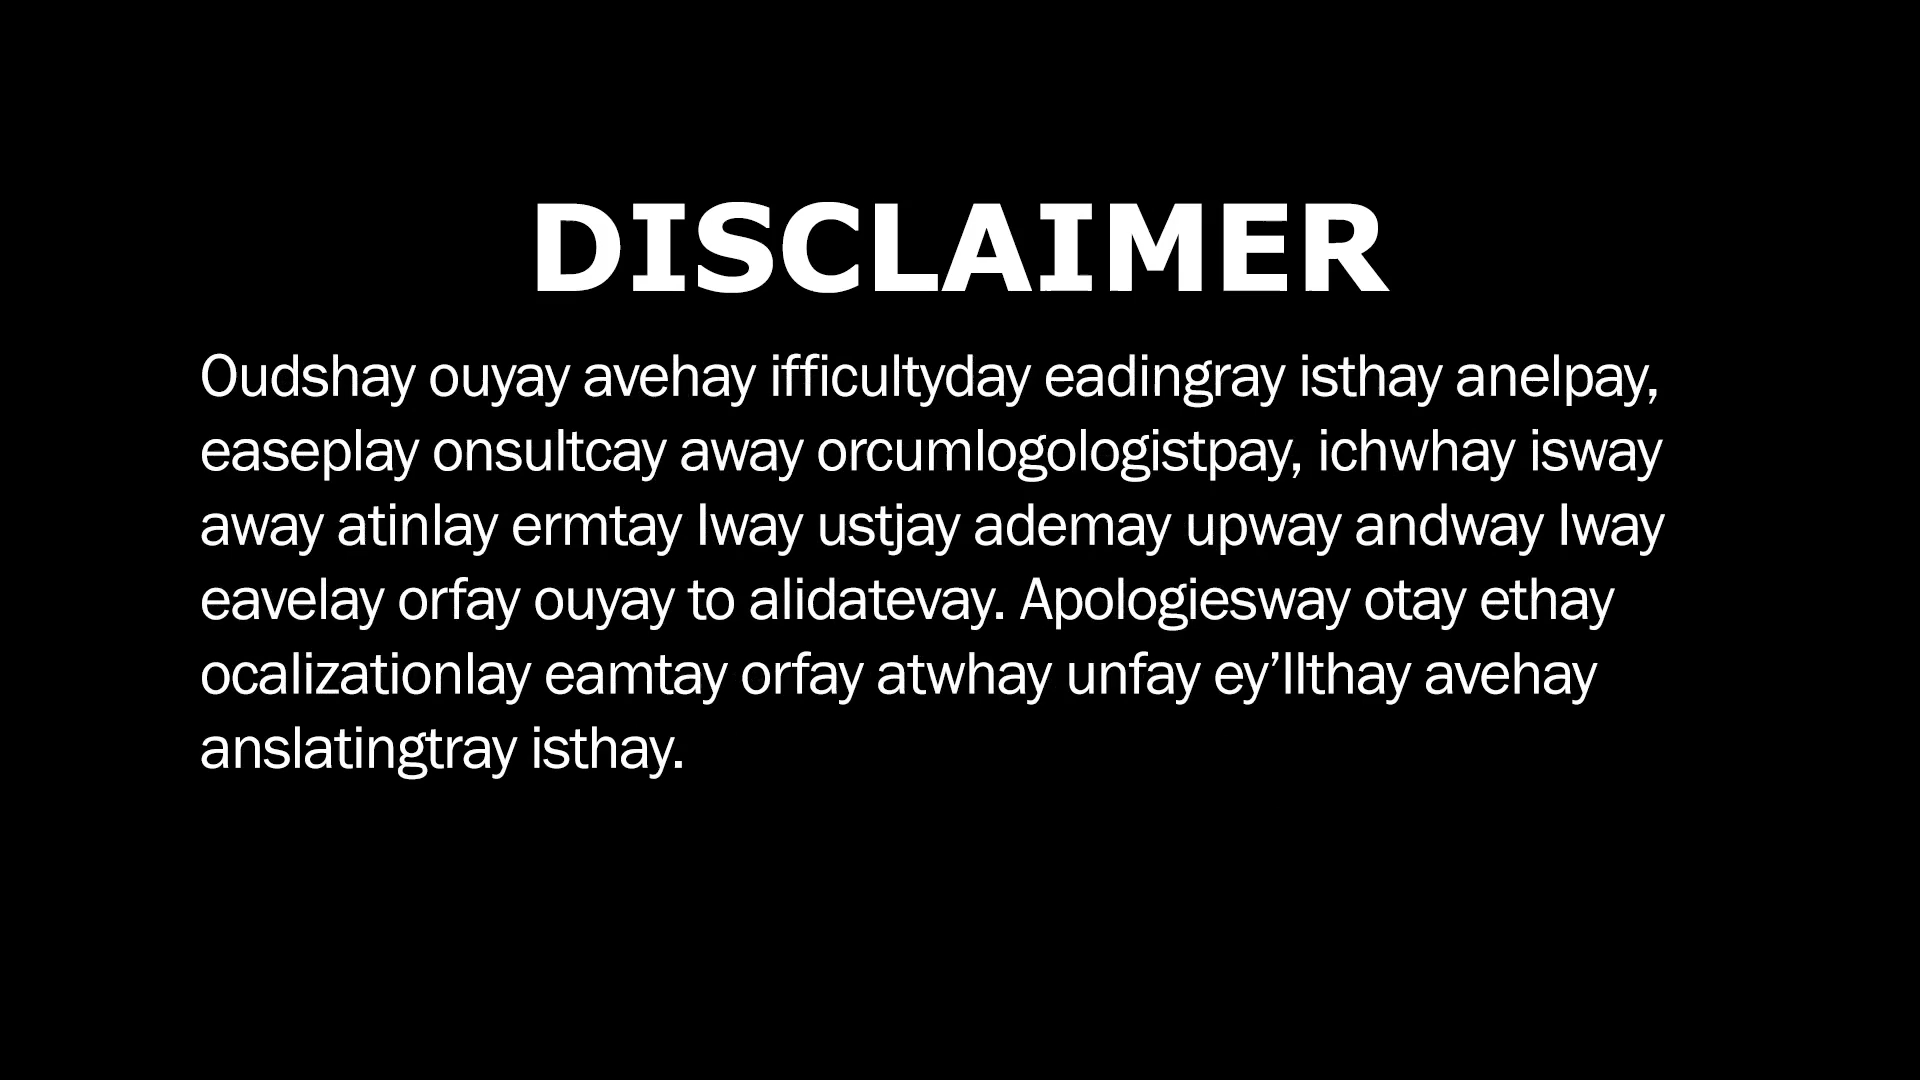 DISCLAIMER
Oudshay ouyay avehay ifficultyday eadingray isthay anelpay,
easeplay onsultcay away orcumlogologistpay, ichwhay isway
away atinlay ermtay Iway ustjay ademay upway andway Iway
eavelay orfay ouyay to alidatevay. Apologiesway otay ethay
ocalizationlay eamtay orfay atwhay unfay ey’llthay avehay
anslatingtray isthay.